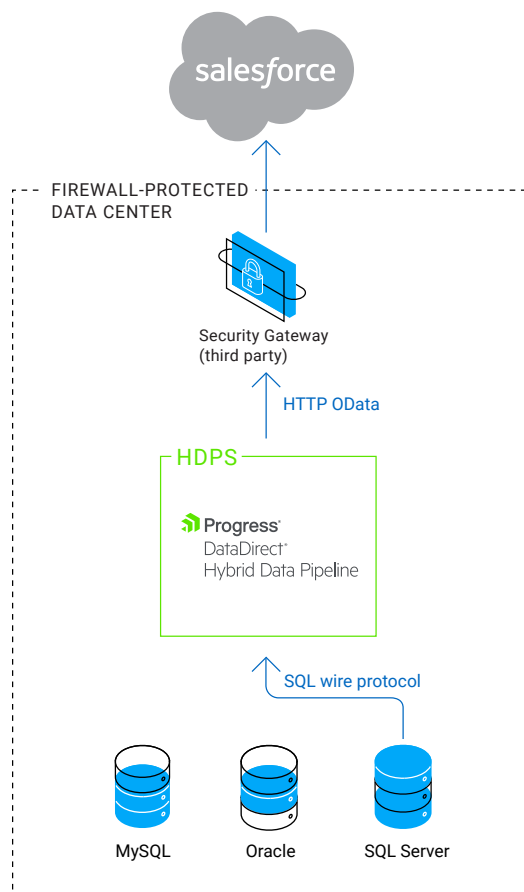 salesforce
FIREWALL-PROTECTED
DATA CENTER
Security Gateway
(third party)
HTTP OData
HDPS
Progress®
DataDirect®
Hybrid Data Pipeline
SQL wire protocol
MySQL
Oracle
SQL Server